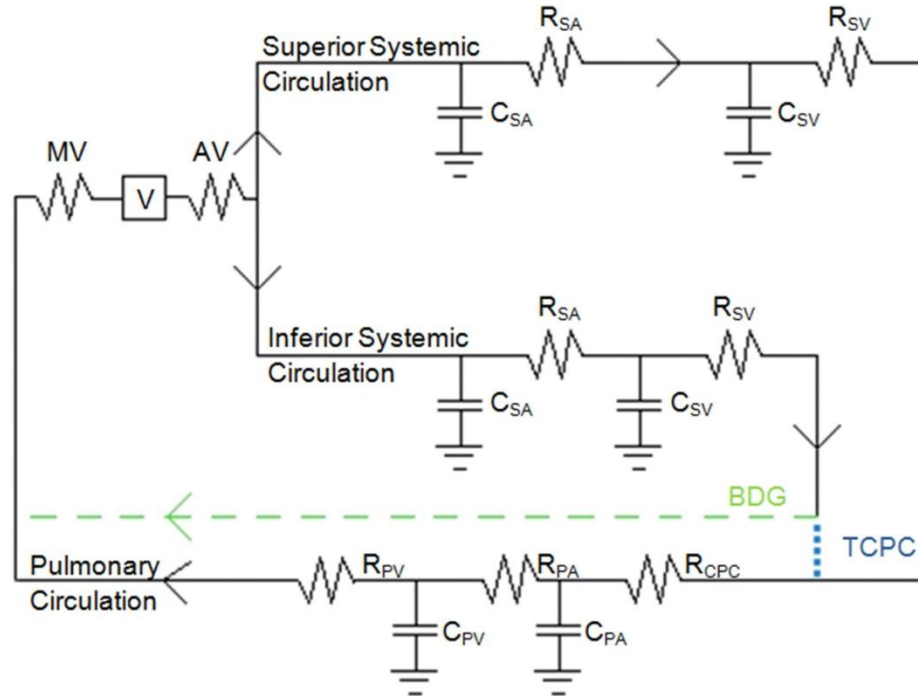 R_SA
R_SV
Superior Systemic
Circulation
C_SA
C_SV
MV
AV
V
R_SA
R_SV
Inferior Systemic
Circulation
C_SA
C_SV
BDG
TCPC
Pulmonary
Circulation
R_PV
R_PA
R_CPC
C_PV
C_PA